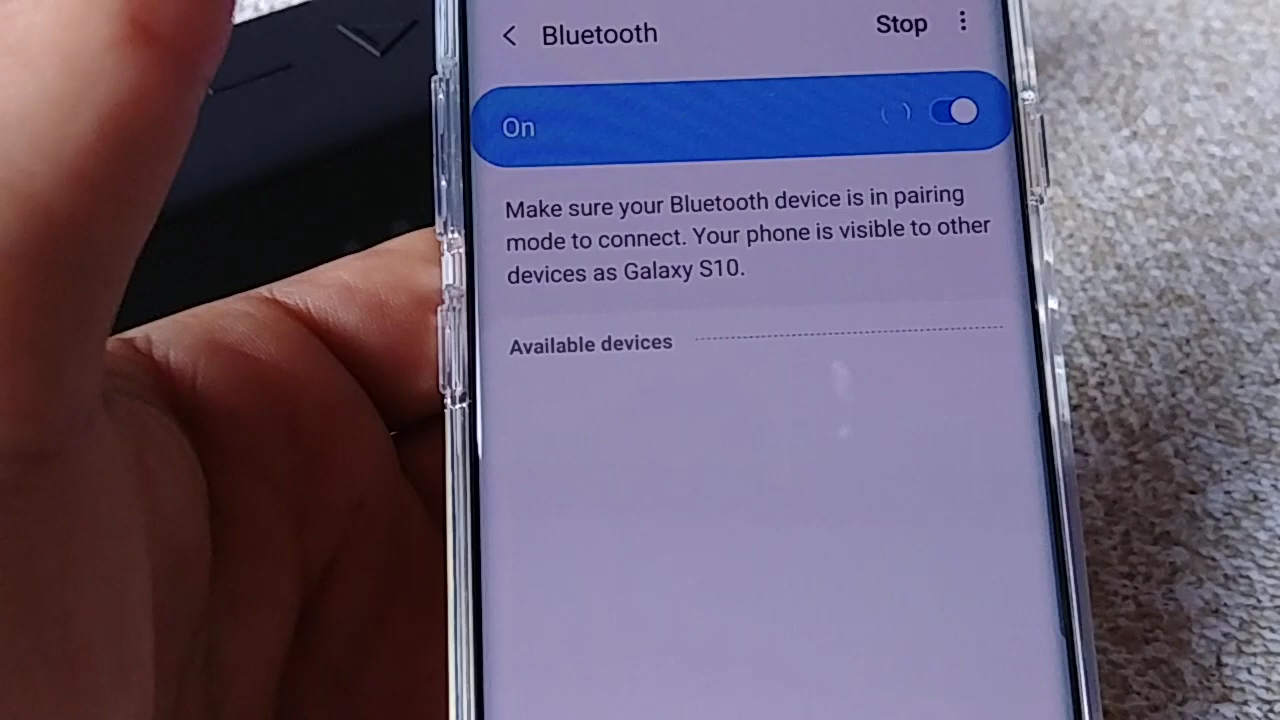 Bluetooth
Stop
On
Make sure your Bluetooth device is in pairing
mode to connect. Your phone is visible to other
devices as Galaxy S10.
Available devices